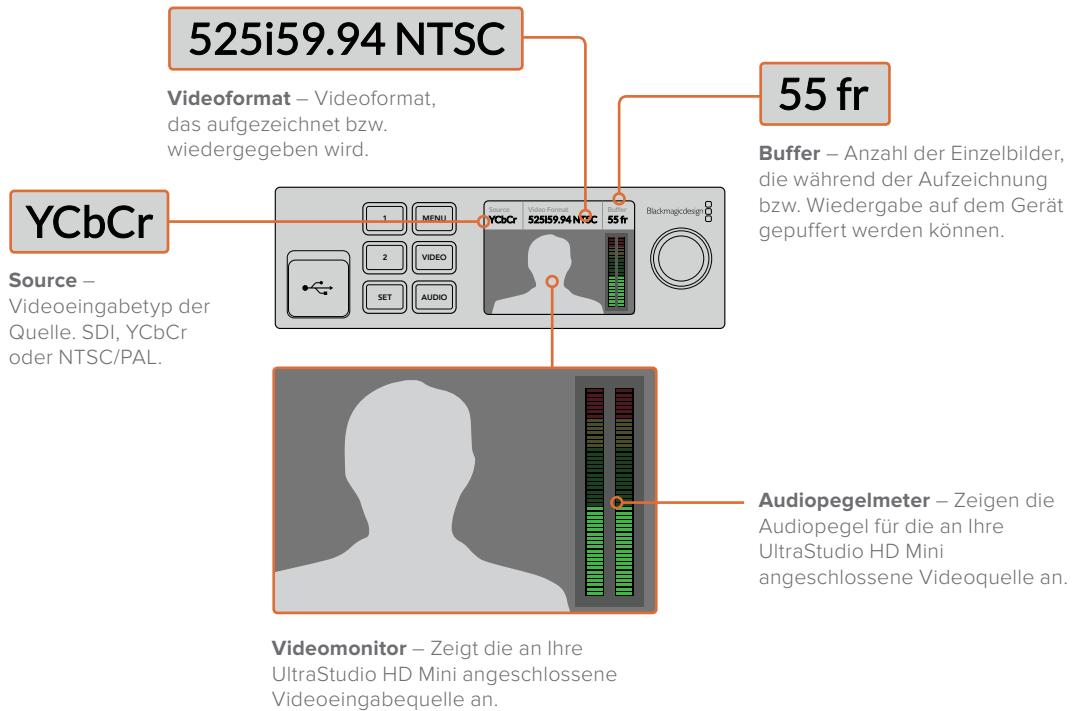 525i59.94 NTSC
Videoformat – Videoformat,
das aufgezeichnet bzw.
wiedergegeben wird.
55 fr
Buffer – Anzahl der Einzelbilder,
die während der Aufzeichnung
bzw. Wiedergabe auf dem Gerät
gepuffert werden können.
YCbCr
Source –
Videoeingabetyp der
Quelle. SDI, YCbCr
oder NTSC/PAL.
1
MENU
2
VIDEO
SET
AUDIO
Source
YCbCr
Video Format
525i59.94 NTSC
Buffer
55 fr
Blackmagicdesign
Audiopegelmeter – Zeigen die
Audiopegel für die an Ihre
UltraStudio HD Mini
angeschlossene Videoquelle an.
Videomonitor – Zeigt die an Ihre
UltraStudio HD Mini angeschlossene
Videoeingabequelle an.